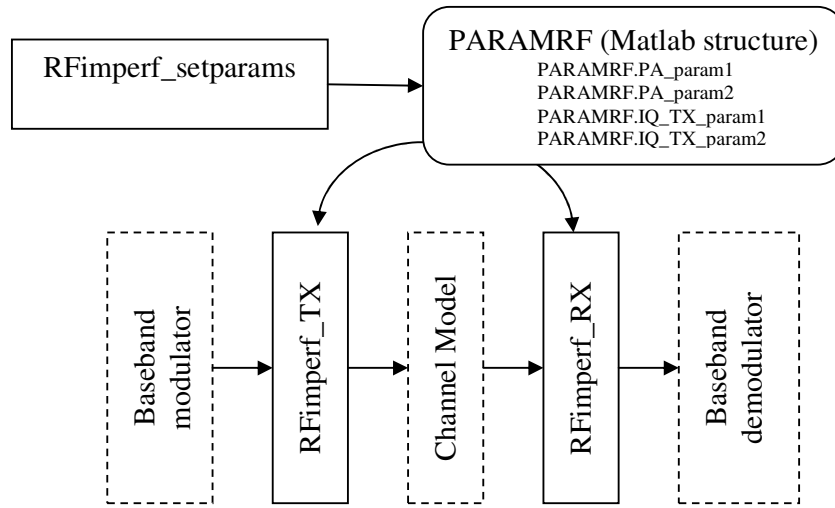 RFimperf_setparams
PARAMRF (Matlab structure)
PARAMRF.PA_param1
PARAMRF.PA_param2
PARAMRF.IQ_TX_param1
PARAMRF.IQ_TX_param2
Baseband
modulator
RFimperf_TX
Channel Model
RFimperf_RX
Baseband
demodulator